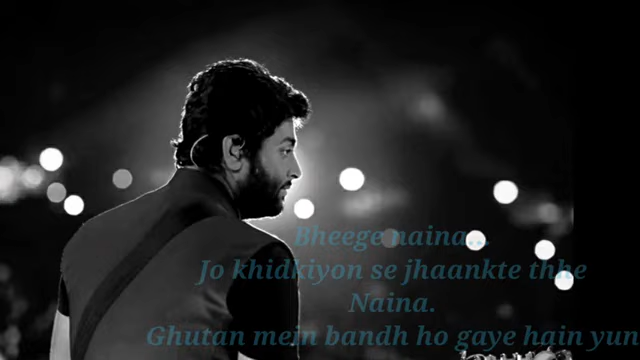 Bheege naina...
Jo khidkiyon se jhaankte thhe
Naina.
Ghutan mein bandh ho gaye hain yun